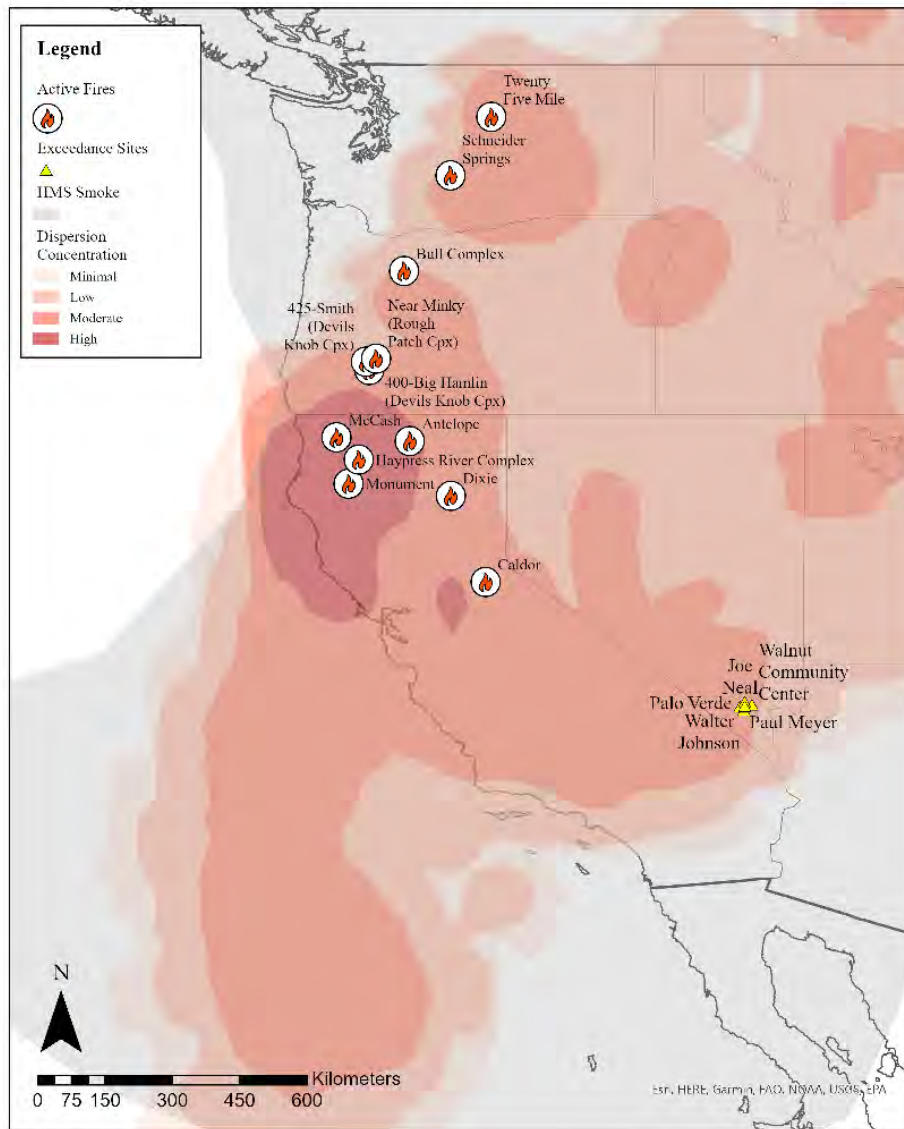 Legend
Active Fires
Exceedance Sites
HMS Smoke
Dispersion
Concentration
Minimal
Low
Moderate
High
Twenty
Five Mile
Schneider
Springs
Bull Complex
425-Smith
(Devils
Knob Cpx)
Near Minky
(Rough
Patch Cpx)
400-Big Hamlin
(Devils Knob Cpx)
McCash
Antelope
Haypress River Complex
Monument
Dixie
Caldor
Joe
Neal
Walnut
Community
Center
Palo Verde
Walter
Johnson
Paul Meyer
N
Kilometers
0 75 150 300 450 600
Esri, HERE, Garmin, FAO, NOAA, USGS, EPA